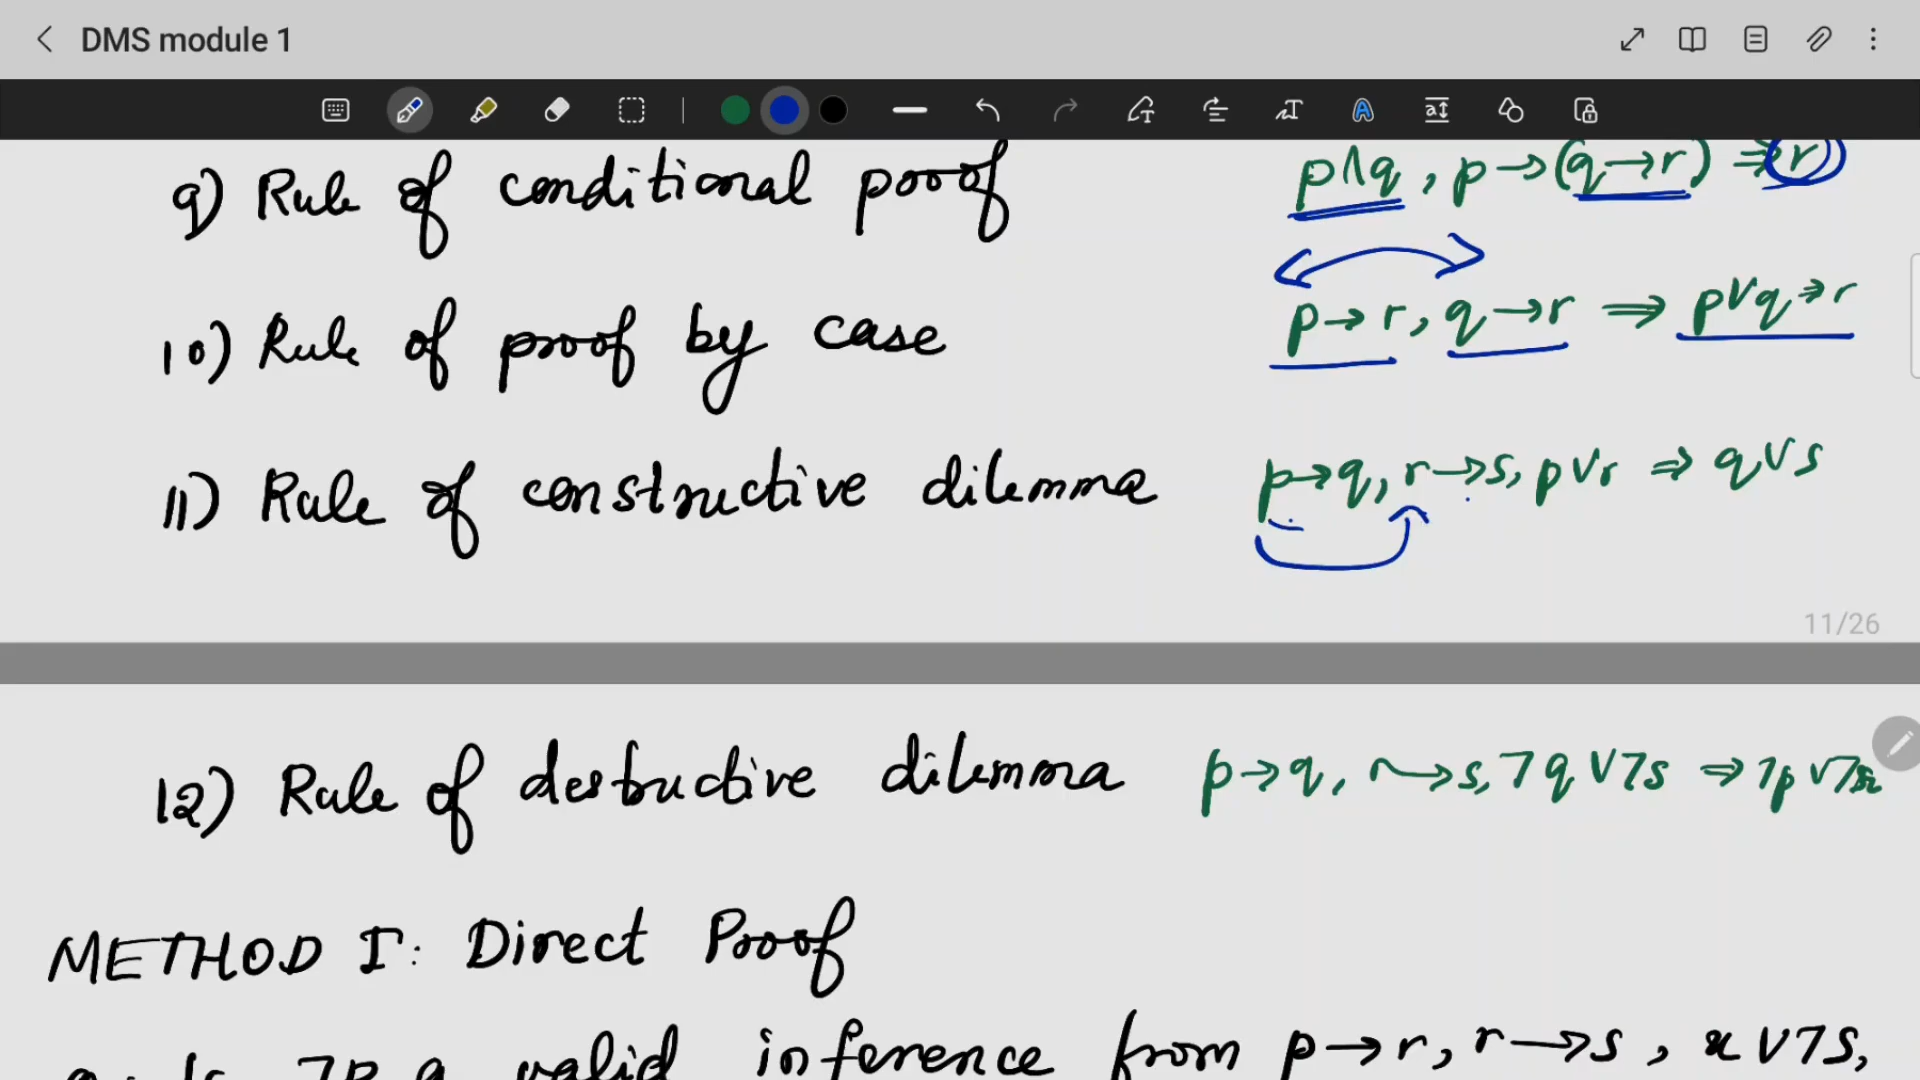 DMS module 1
9) Rule of conditional proof p∧q, p→(q→r) ⇒ r
10) Rule of proof by case p→r, q→r ⇒ p∨q→r
11) Rule of constructive dilemma p→q, r→s, p∨r ⇒ q∨s
11/26
12) Rule of destructive dilemma p→q, r→s, ¬q∨¬s ⇒ ¬p∨¬r
METHOD I: Direct Proof
Q: Is ¬p a valid inference from p→r, r→s, x∨¬s,